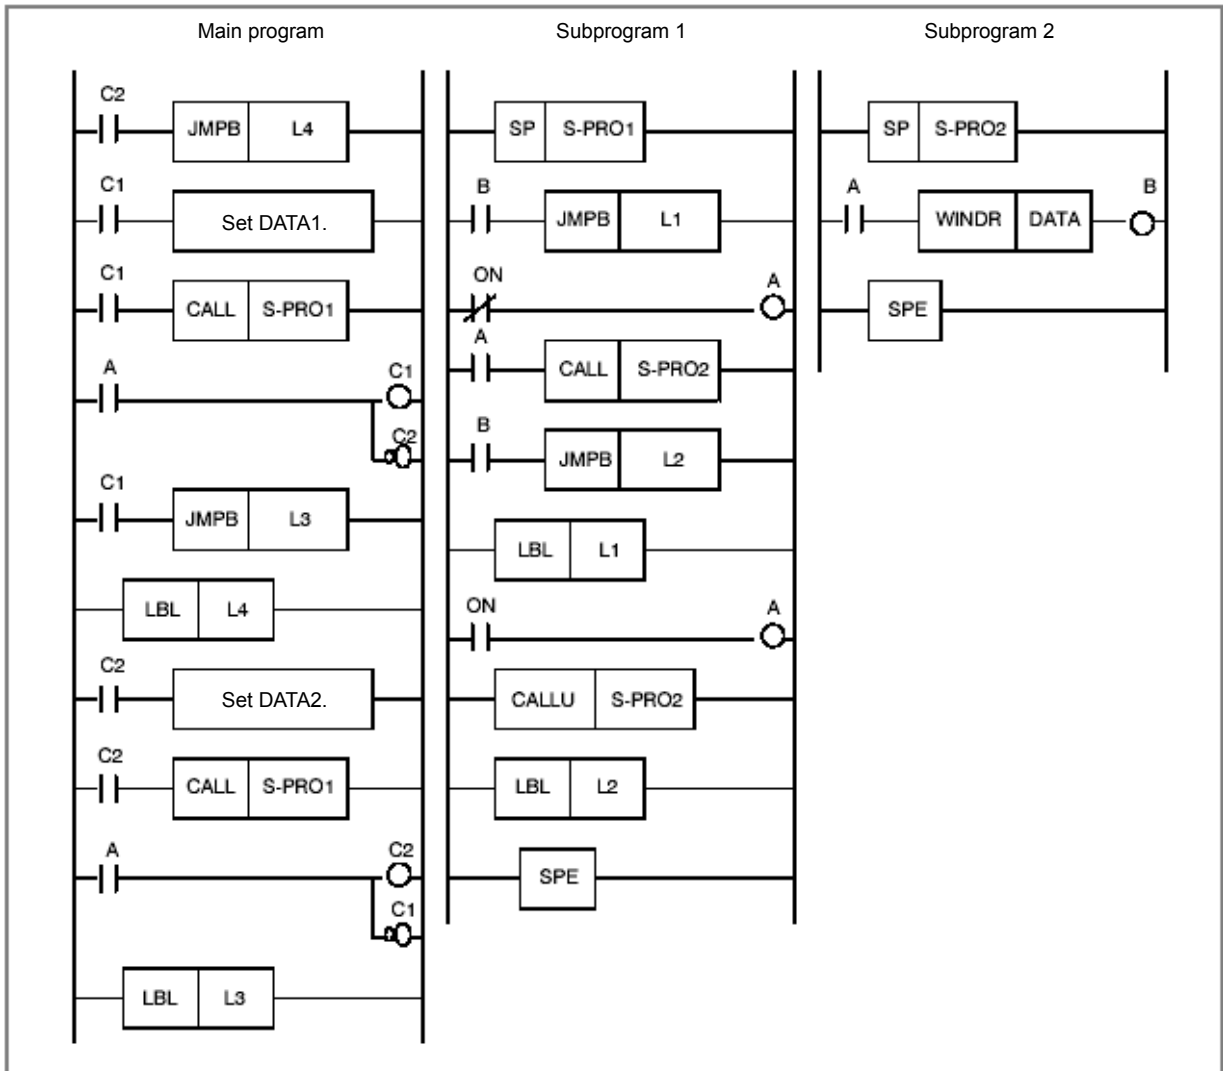 Main program
C2
JMPB L4
C1
Set DATA1.
C1
CALL S-PRO1
A C1
C2
C1
JMPB L3
LBL L4
C2
Set DATA2.
C2
CALL S-PRO1
A C2
C1
LBL L3
Subprogram 1
SP S-PRO1
B
JMPB L1
ON A
A
CALL S-PRO2
B
JMPB L2
LBL L1
ON A
CALLU S-PRO2
LBL L2
SPE
Subprogram 2
SP S-PRO2
A B
WINDR DATA
SPE